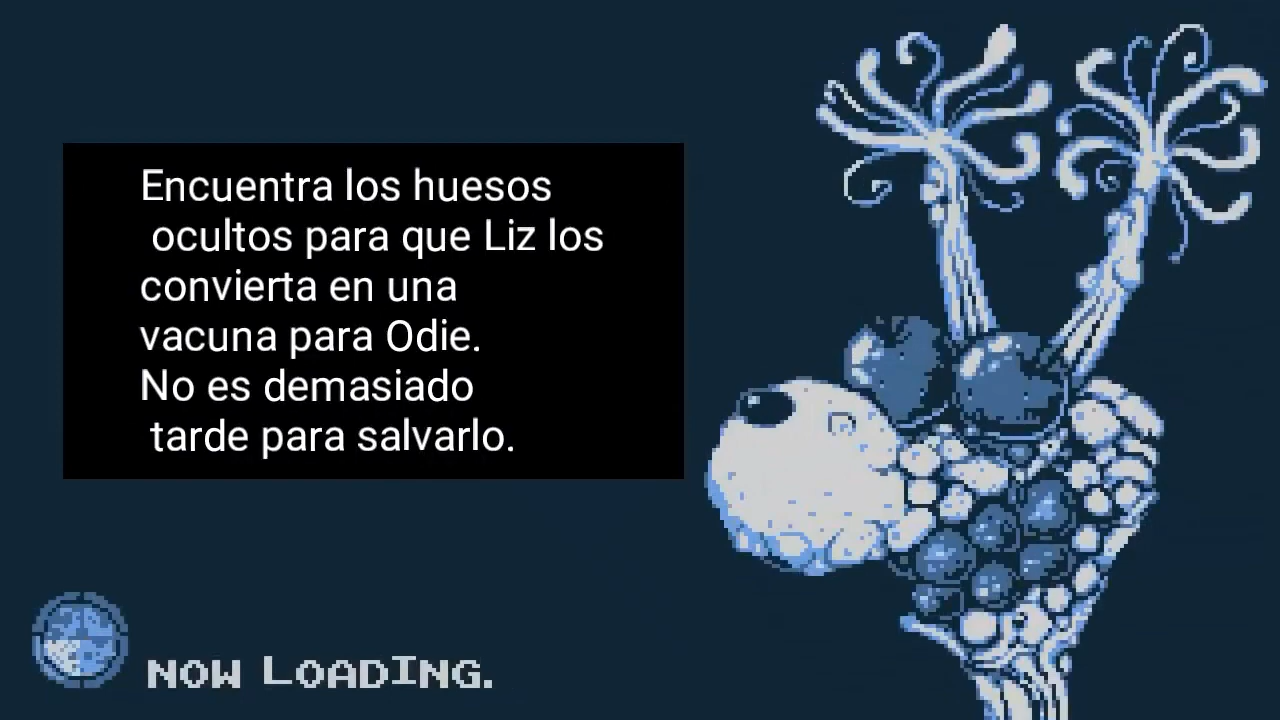 Encuentra los huesos
ocultos para que Liz los
convierta en una
vacuna para Odie.
No es demasiado
tarde para salvarlo.
NOW LOADING.